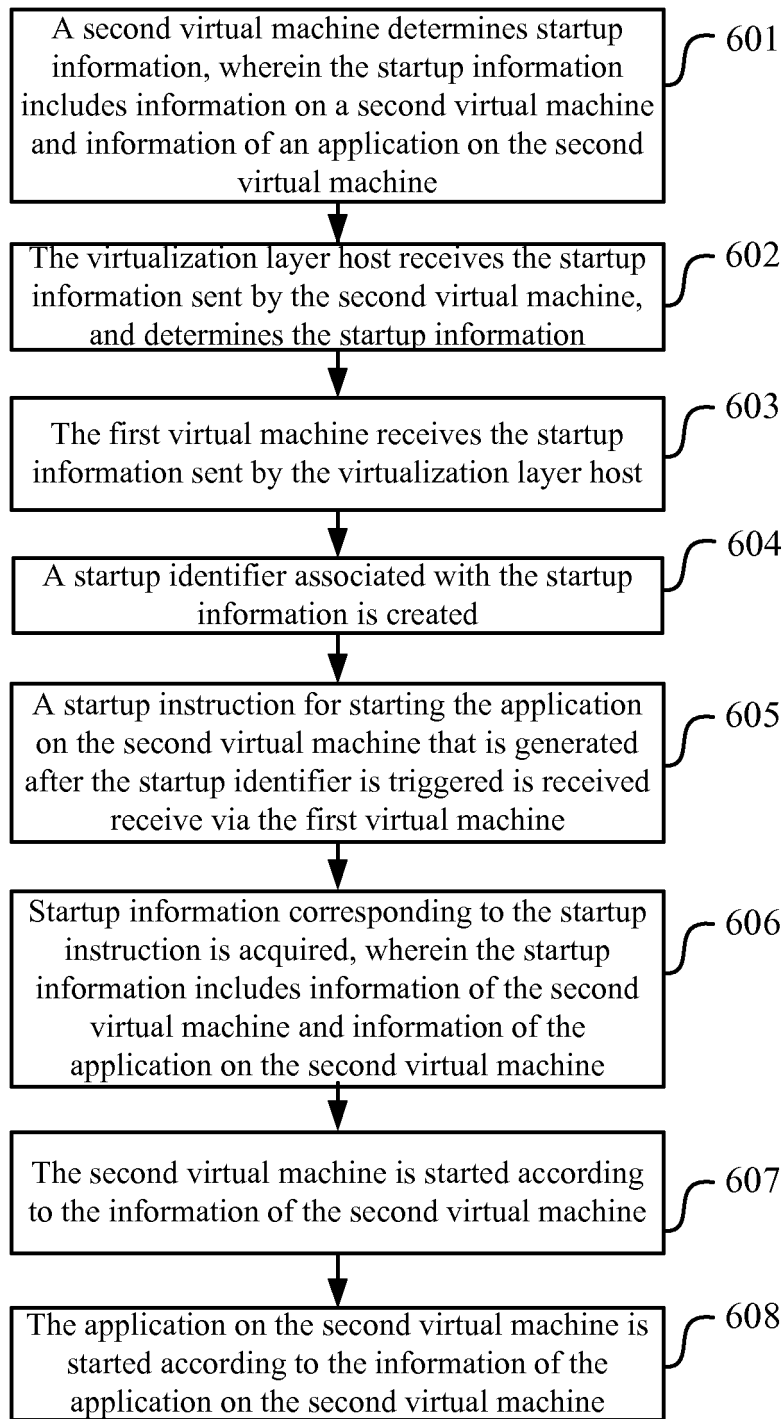 A second virtual machine determines startup
information, wherein the startup information
includes information on a second virtual machine
and information of an application on the second
virtual machine
601
The virtualization layer host receives the startup
information sent by the second virtual machine,
and determines the startup information
602
The first virtual machine receives the startup
information sent by the virtualization layer host
603
A startup identifier associated with the startup
information is created
604
A startup instruction for starting the application
on the second virtual machine that is generated
after the startup identifier is triggered is received
receive via the first virtual machine
605
Startup information corresponding to the startup
instruction is acquired, wherein the startup
information includes information of the second
virtual machine and information of the
application on the second virtual machine
606
The second virtual machine is started according
to the information of the second virtual machine
607
The application on the second virtual machine is
started according to the information of the
application on the second virtual machine
608